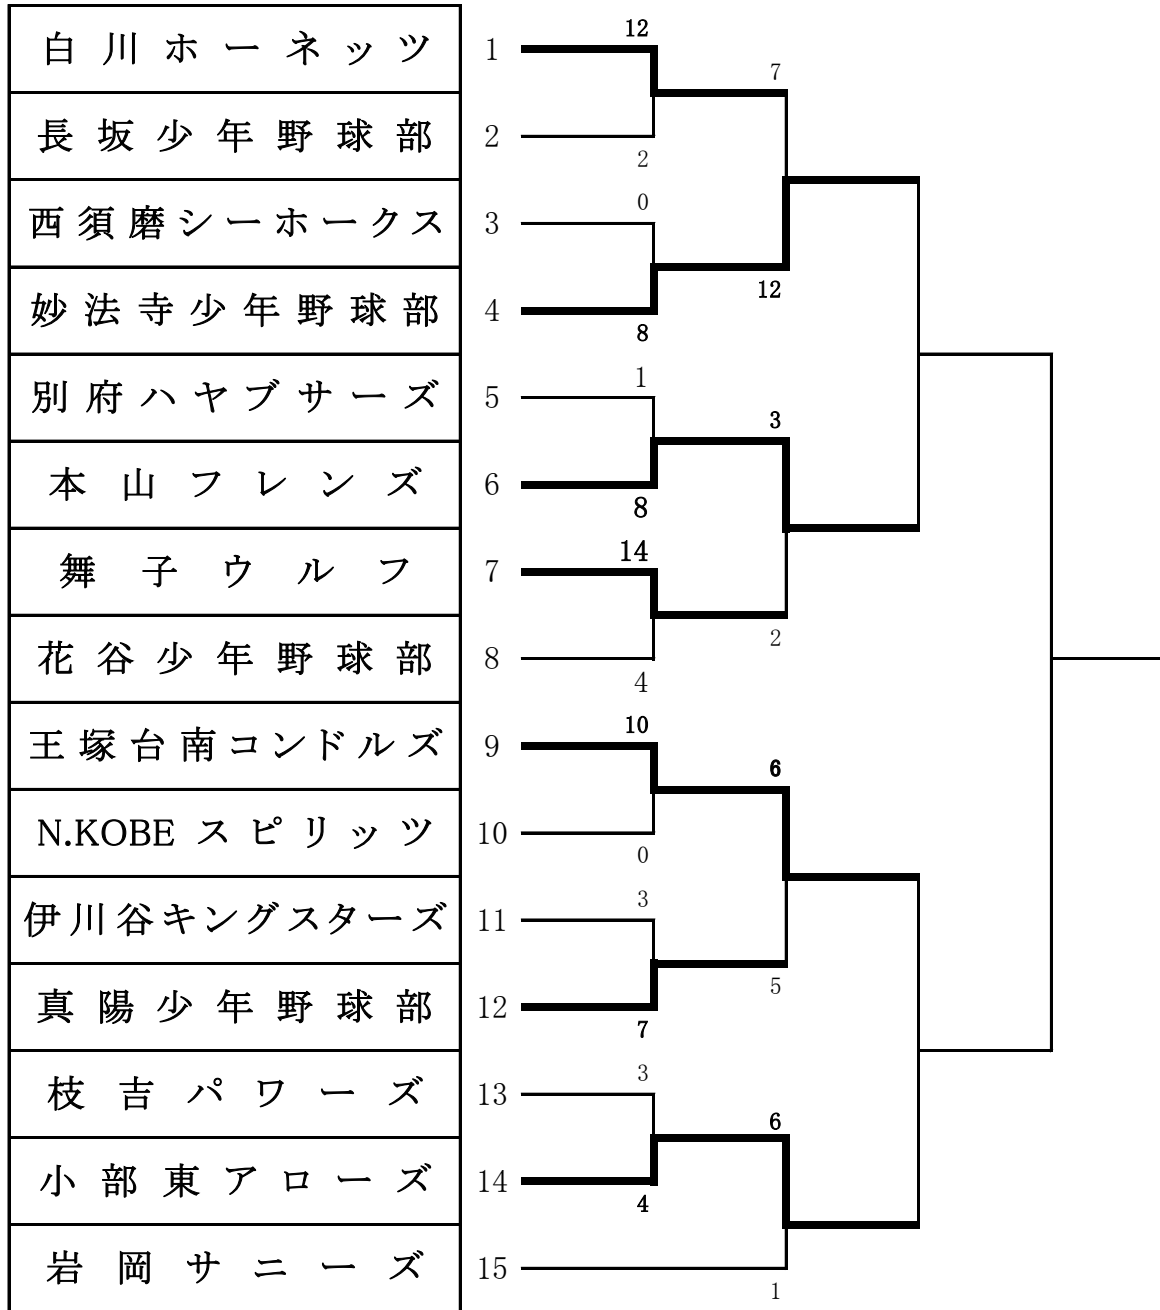 12
白川ホーネッツ 1
7
長坂少年野球部 2
2
0
西須磨シーホークス 3
12
妙法寺少年野球部 4
8
1
別府ハヤブサーズ 5
3
本山フレンズ 6
8
14
舞子ウルフ 7
2
花谷少年野球部 8
4
10
王塚台南コンドルズ 9
6
N.KOBEスピリッツ 10
0
3
伊川谷キングスターズ 11
5
真陽少年野球部 12
7
3
枝吉パワーズ 13
6
小部東アローズ 14
4
岩岡サニーズ 15
1